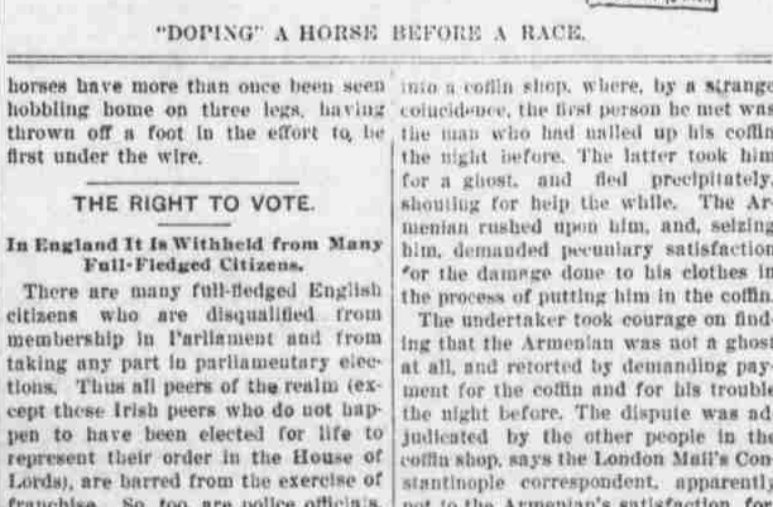 "DOPING" A HORSE BEFORE A RACE.
horses have more than once been seen
hobbling home on three legs, having
thrown off a foot in the effort to be
first under the wire.
THE RIGHT TO VOTE.
In England It Is Withheld from Many
Full-Fledged Citizens.
There are many full-fledged English
citizens who are disqualified from
membership in Parliament and from
taking any part in parliamentary elec-
tions. Thus all peers of the realm (ex-
cept these Irish peers who do not hap-
pen to have been elected for life to
represent their order in the House of
Lords), are barred from the exercise of
franchise. So, too, are police officials,
into a coffin shop, where, by a strange
coincidence, the first person he met was
the man who had nailed up his coffin
the night before. The latter took him
for a ghost, and fled precipitately,
shouting for help the while. The Ar-
menian rushed upon him, and, seizing
him, demanded pecuniary satisfaction
for the damage done to his clothes in
the process of putting him in the coffin.
The undertaker took courage on find-
ing that the Armenian was not a ghost
at all, and retorted by demanding pay-
ment for the coffin and for his trouble
the night before. The dispute was ad
judicated by the other people in the
coffin shop, says the London Mail's Con
stantinople correspondent, apparently
not to the Armenian's satisfaction, for